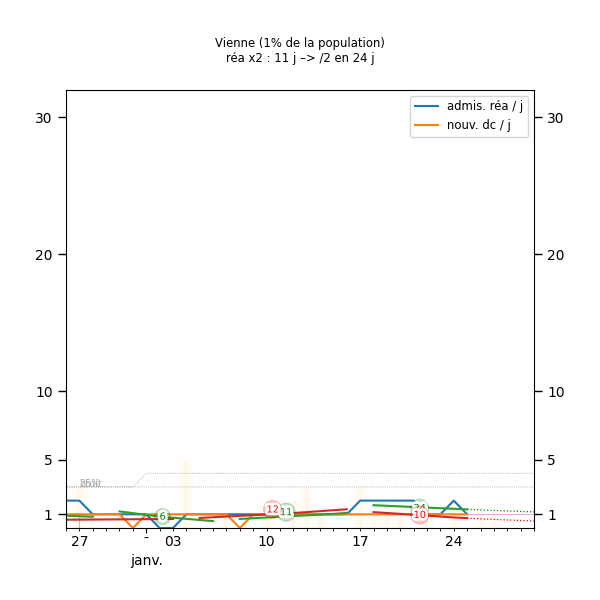 Vienne (1% de la population)
réa x2 : 11 j –> /2 en 24 j
admis. réa / j
nouv. dc / j
30 30
20 20
10 10
5 5
1 1
6 12 11 24 10
27 - 03 10 17 24
janv.